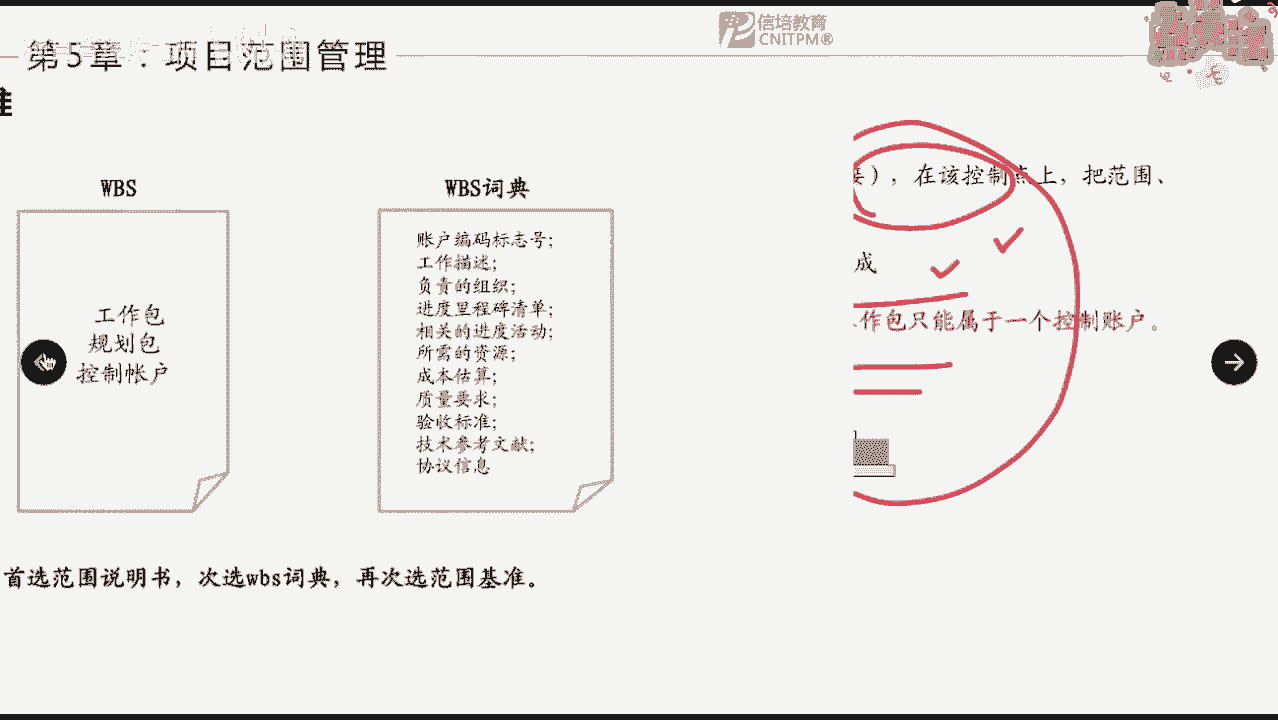 信培教育
CNITPM®
第5章：项目范围管理
准
WBS
工作包
规划包
控制帐户
WBS词典
账户编码标志号；
工作描述；
负责的组织；
进度里程碑清单；
相关的进度活动；
所需的资源；
成本估算；
质量要求；
验收标准；
技术参考文献；
协议信息
），在该控制点上，把范围、
成
作包只能属于一个控制账户。
首选范围说明书，次选wbs词典，再次选范围基准。